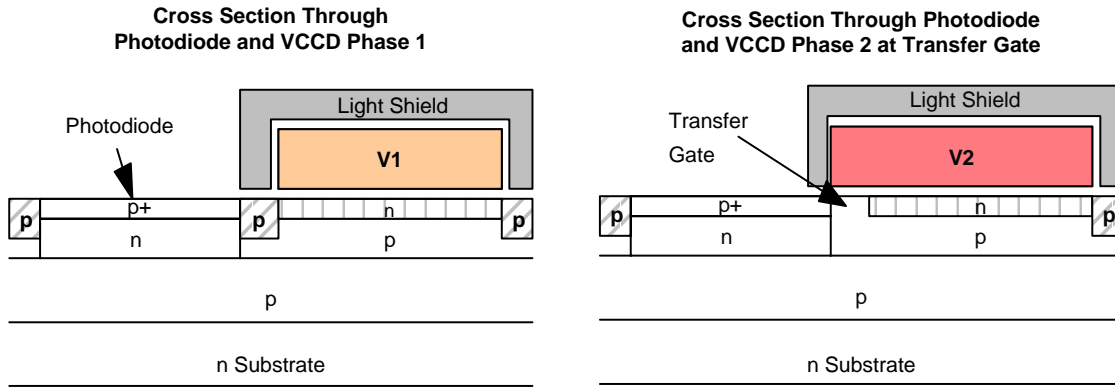 Cross Section Through
Photodiode and VCCD Phase 1
Light Shield
Photodiode
V1
p
p+
p
n
p
n
p
p
n Substrate
Cross Section Through Photodiode
and VCCD Phase 2 at Transfer Gate
Light Shield
Transfer
Gate
V2
p
p+
n
p
n
p
p
n Substrate